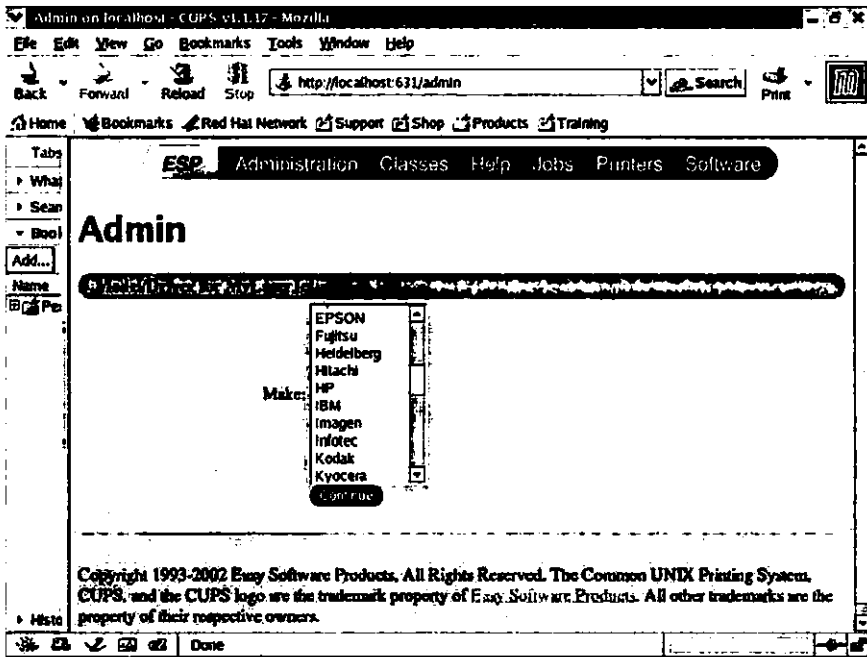 Admin on localhost - CUPS v1.1.17 - Mozilla
File Edit View Go Bookmarks Tools Window Help
Back Forward Reload Stop http://localhost:631/admin Search Print
Home Bookmarks Red Hat Network Support Shop Products Training
Tabs
What
Sear
Bool
Add...
Name
Pe
ESP Administration Classes Help Jobs Printers Software
Admin
Make:
EPSON
Fujitsu
Heidelberg
Hitachi
HP
IBM
Imagen
Infotec
Kodak
Kyocera
Continue
Copyright 1993-2002 Easy Software Products, All Rights Reserved. The Common UNIX Printing System,
CUPS, and the CUPS logo are the trademark property of Easy Software Products. All other trademarks are the
property of their respective owners.
Histo
Done